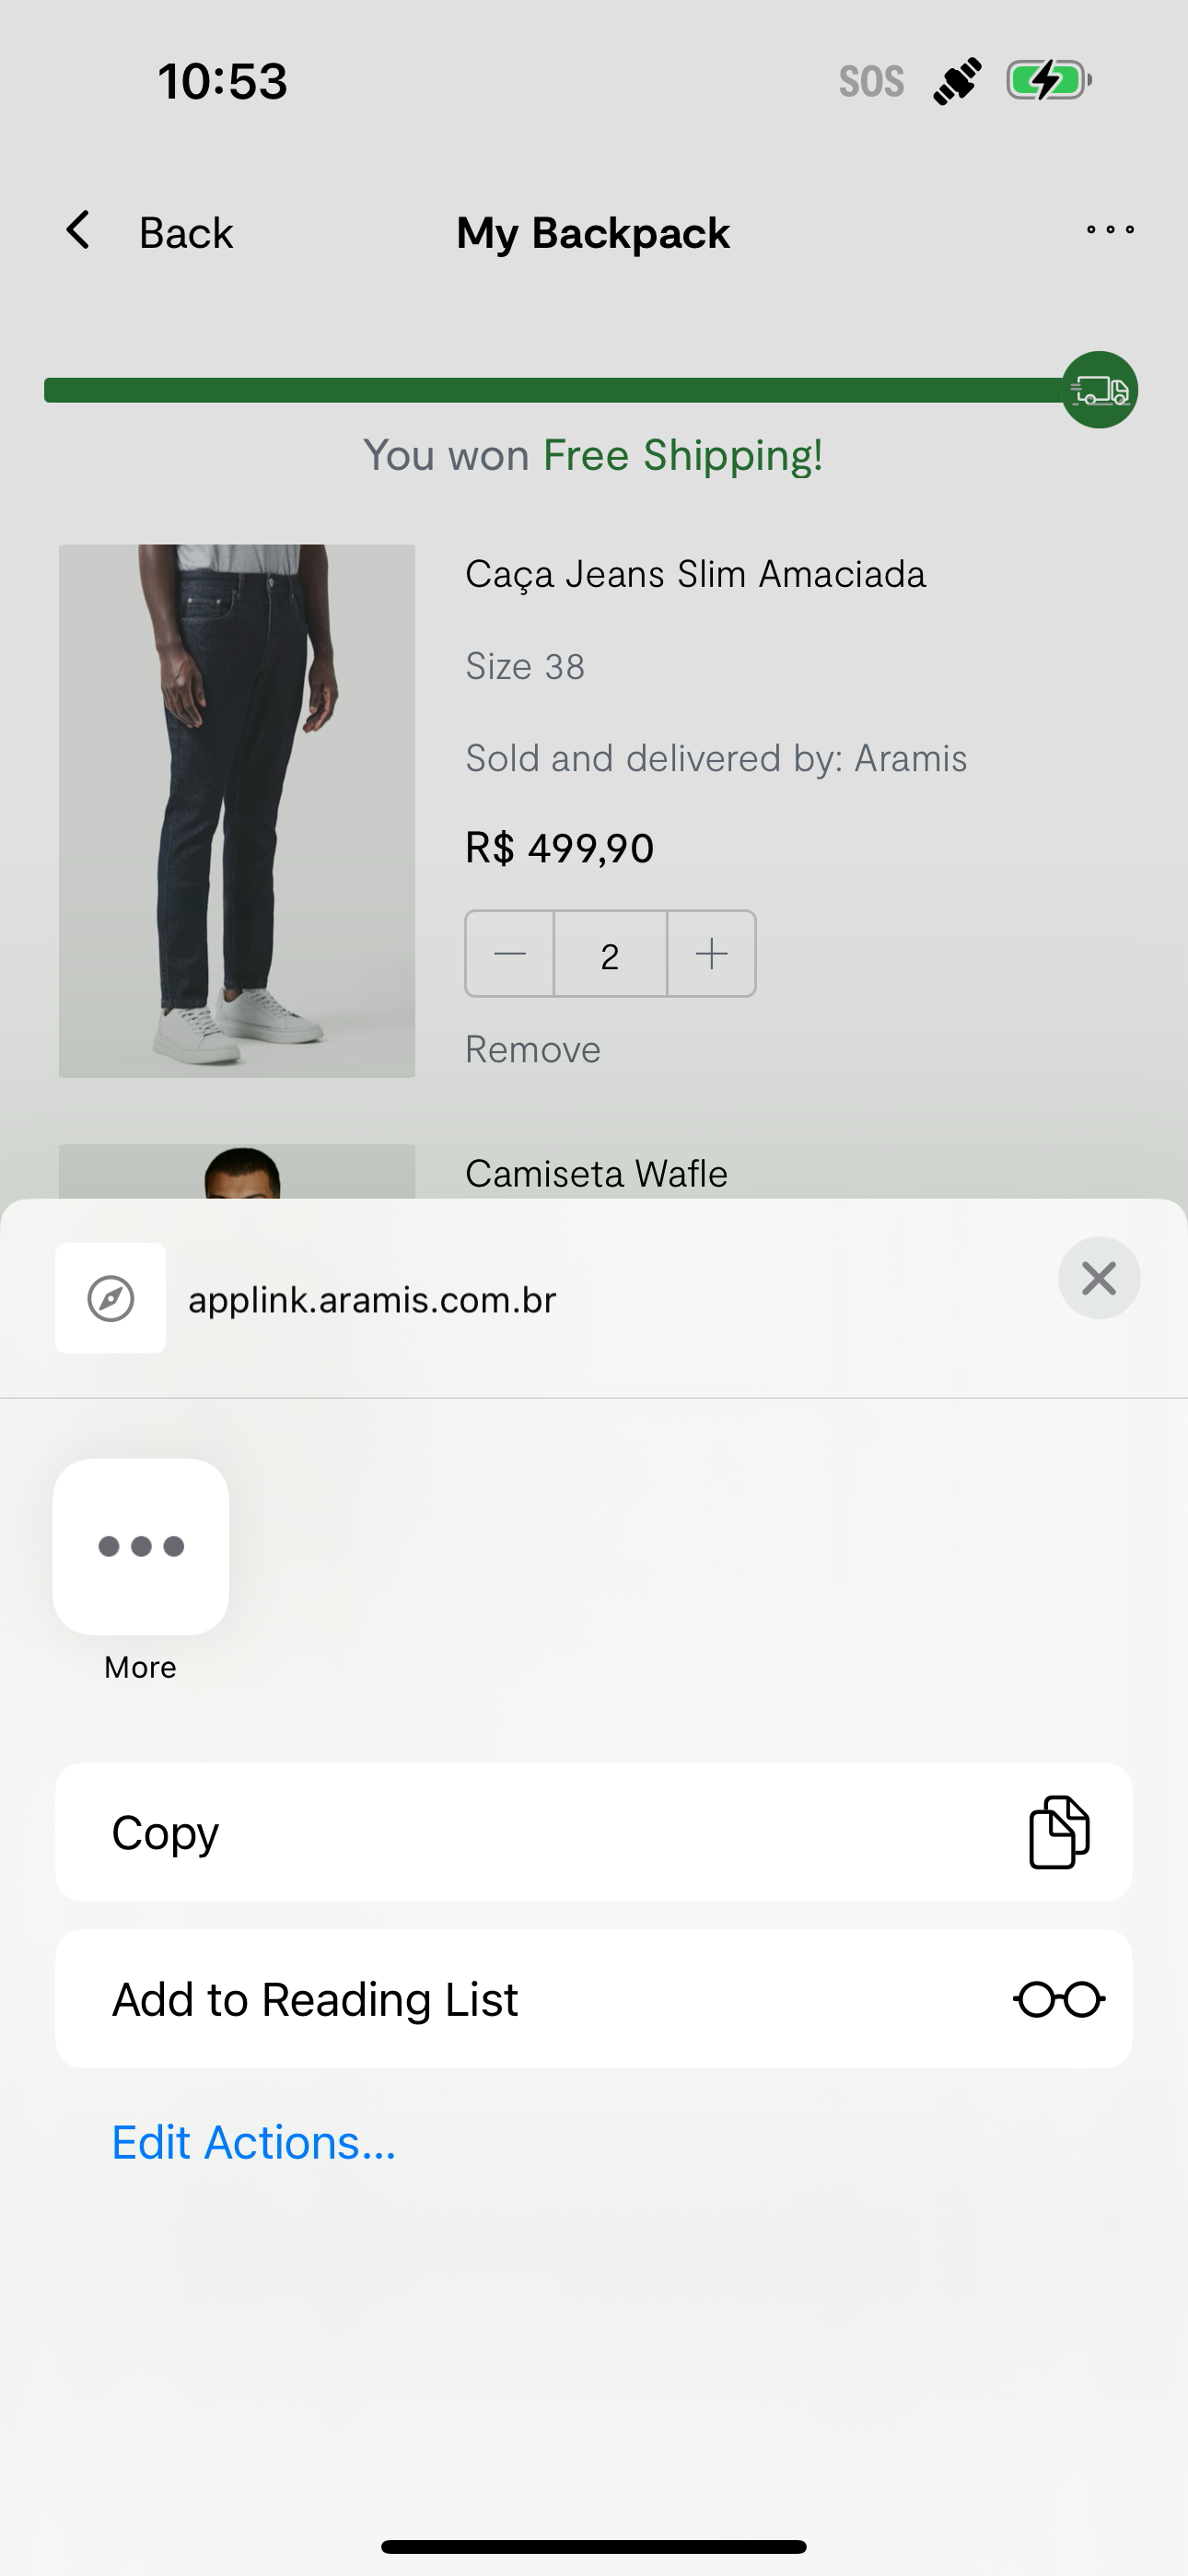 10:53
SOS
Back
My Backpack
You won Free Shipping!
Caça Jeans Slim Amaciada
Size 38
Sold and delivered by: Aramis
R$ 499,90
2
Remove
Camiseta Wafle
applink.aramis.com.br
More
Copy
Add to Reading List
Edit Actions...